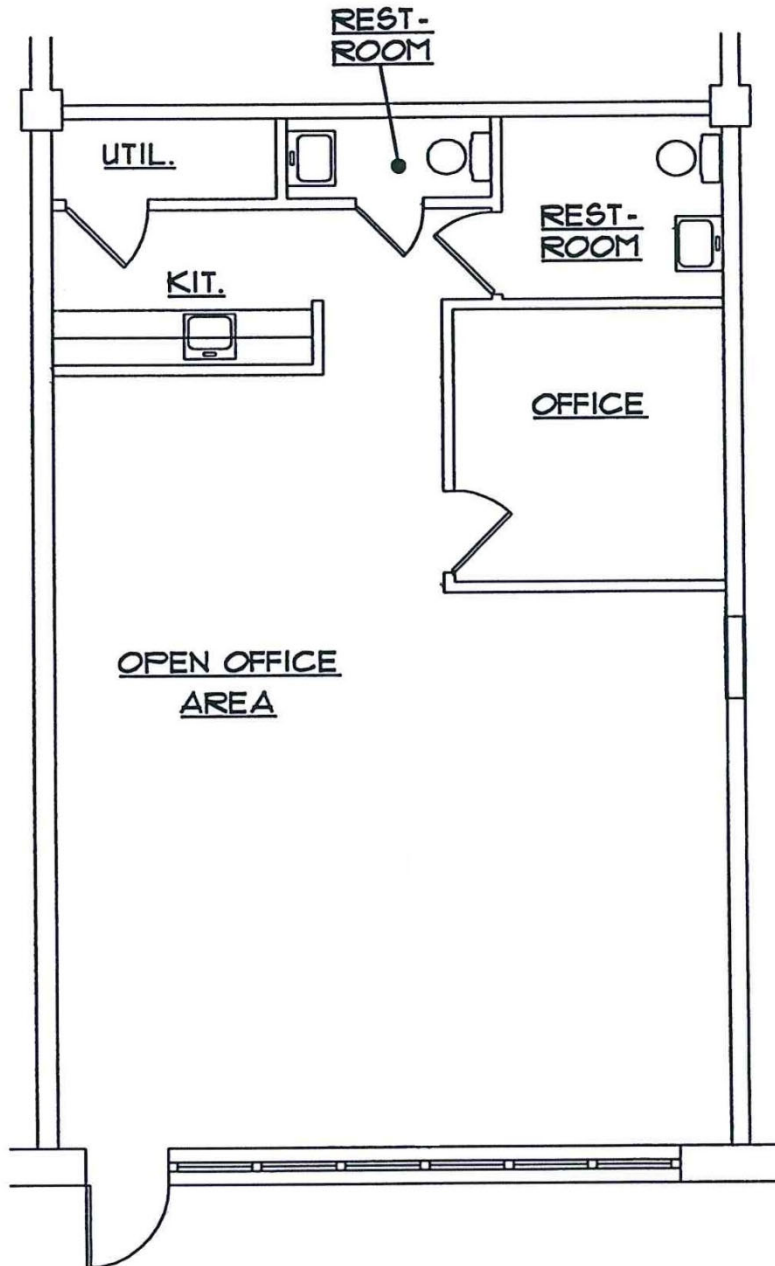 REST-
ROOM
UTIL.
REST-
ROOM
KIT.
OFFICE
OPEN OFFICE
AREA